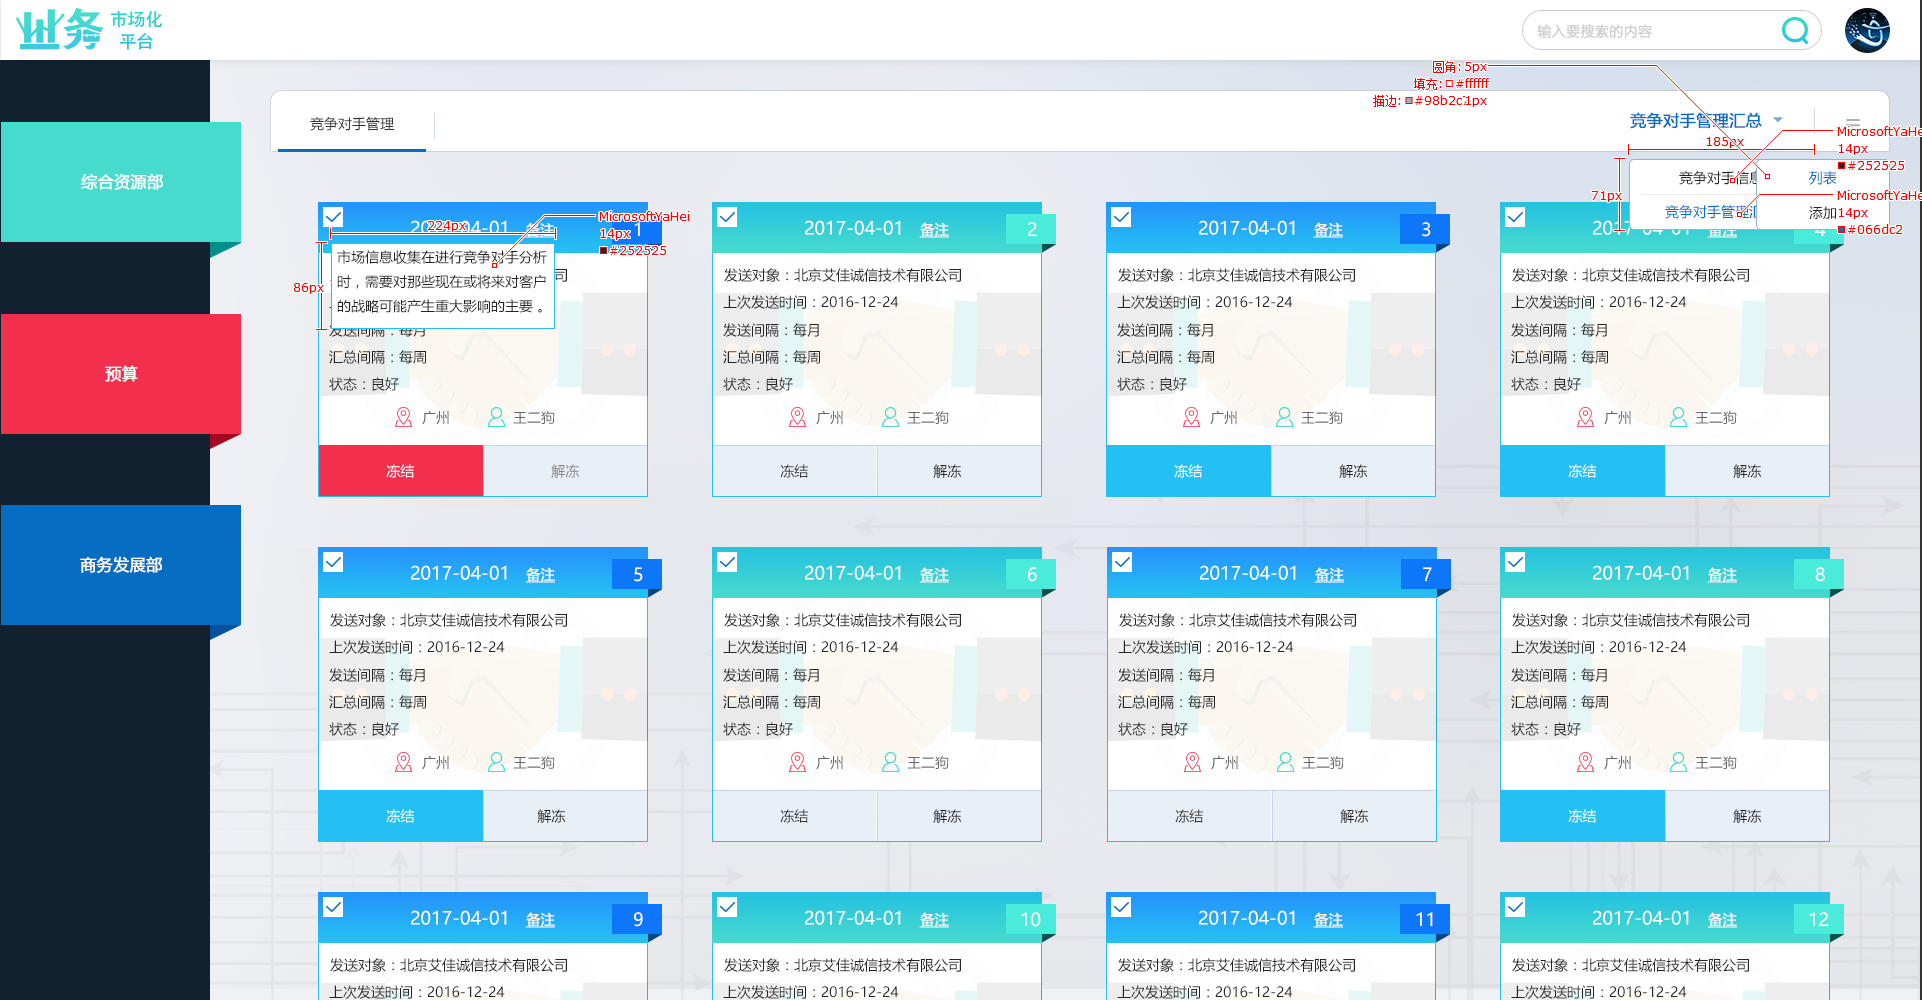 业务 市场化
平台
输入要搜索的内容
圆角: 5px
填充: #ffffff
描边: #98b2c1 1px
竞争对手管理
竞争对手管理汇总
185px
MicrosoftYaHei
14px
#252525
71px
竞争对手信息
列表
竞争对手管理汇
添加
MicrosoftYaHei
14px
#066dc2
综合资源部
预算
商务发展部
2017-04-01 备注 1
224px
MicrosoftYaHei
14px
#252525
86px
市场信息收集在进行竞争对手分析
时，需要对那些现在或将来对客户
的战略可能产生重大影响的主要 。
司
发送间隔：每月
汇总间隔：每周
状态：良好
广州 王二狗
冻结 解冻
2017-04-01 备注 2
发送对象：北京艾佳诚信技术有限公司
上次发送时间：2016-12-24
发送间隔：每月
汇总间隔：每周
状态：良好
广州 王二狗
冻结 解冻
2017-04-01 备注 3
发送对象：北京艾佳诚信技术有限公司
上次发送时间：2016-12-24
发送间隔：每月
汇总间隔：每周
状态：良好
广州 王二狗
冻结 解冻
2017-04-01 备注 4
发送对象：北京艾佳诚信技术有限公司
上次发送时间：2016-12-24
发送间隔：每月
汇总间隔：每周
状态：良好
广州 王二狗
冻结 解冻
2017-04-01 备注 5
发送对象：北京艾佳诚信技术有限公司
上次发送时间：2016-12-24
发送间隔：每月
汇总间隔：每周
状态：良好
广州 王二狗
冻结 解冻
2017-04-01 备注 6
发送对象：北京艾佳诚信技术有限公司
上次发送时间：2016-12-24
发送间隔：每月
汇总间隔：每周
状态：良好
广州 王二狗
冻结 解冻
2017-04-01 备注 7
发送对象：北京艾佳诚信技术有限公司
上次发送时间：2016-12-24
发送间隔：每月
汇总间隔：每周
状态：良好
广州 王二狗
冻结 解冻
2017-04-01 备注 8
发送对象：北京艾佳诚信技术有限公司
上次发送时间：2016-12-24
发送间隔：每月
汇总间隔：每周
状态：良好
广州 王二狗
冻结 解冻
2017-04-01 备注 9
发送对象：北京艾佳诚信技术有限公司
上次发送时间：2016-12-24
2017-04-01 备注 10
发送对象：北京艾佳诚信技术有限公司
上次发送时间：2016-12-24
2017-04-01 备注 11
发送对象：北京艾佳诚信技术有限公司
上次发送时间：2016-12-24
2017-04-01 备注 12
发送对象：北京艾佳诚信技术有限公司
上次发送时间：2016-12-24